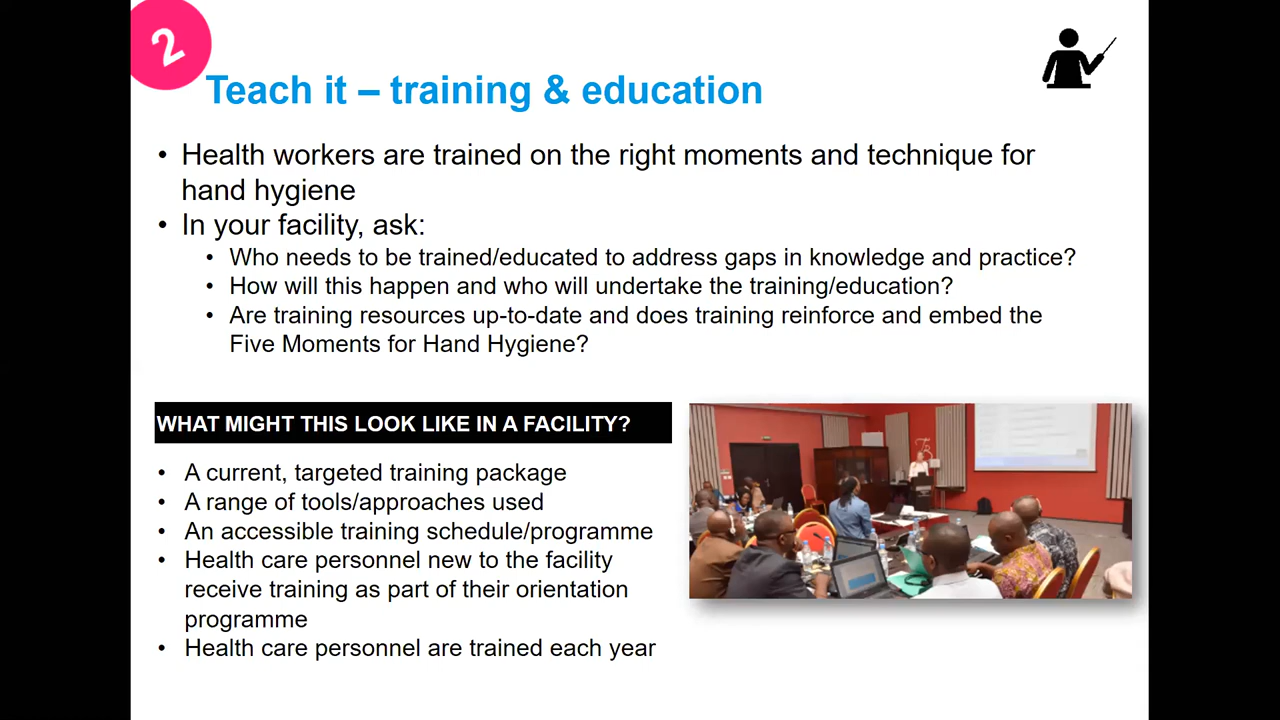 2
Teach it – training & education
• Health workers are trained on the right moments and technique for
hand hygiene
• In your facility, ask:
• Who needs to be trained/educated to address gaps in knowledge and practice?
• How will this happen and who will undertake the training/education?
• Are training resources up-to-date and does training reinforce and embed the
Five Moments for Hand Hygiene?
WHAT MIGHT THIS LOOK LIKE IN A FACILITY?
• A current, targeted training package
• A range of tools/approaches used
• An accessible training schedule/programme
• Health care personnel new to the facility
receive training as part of their orientation
programme
• Health care personnel are trained each year